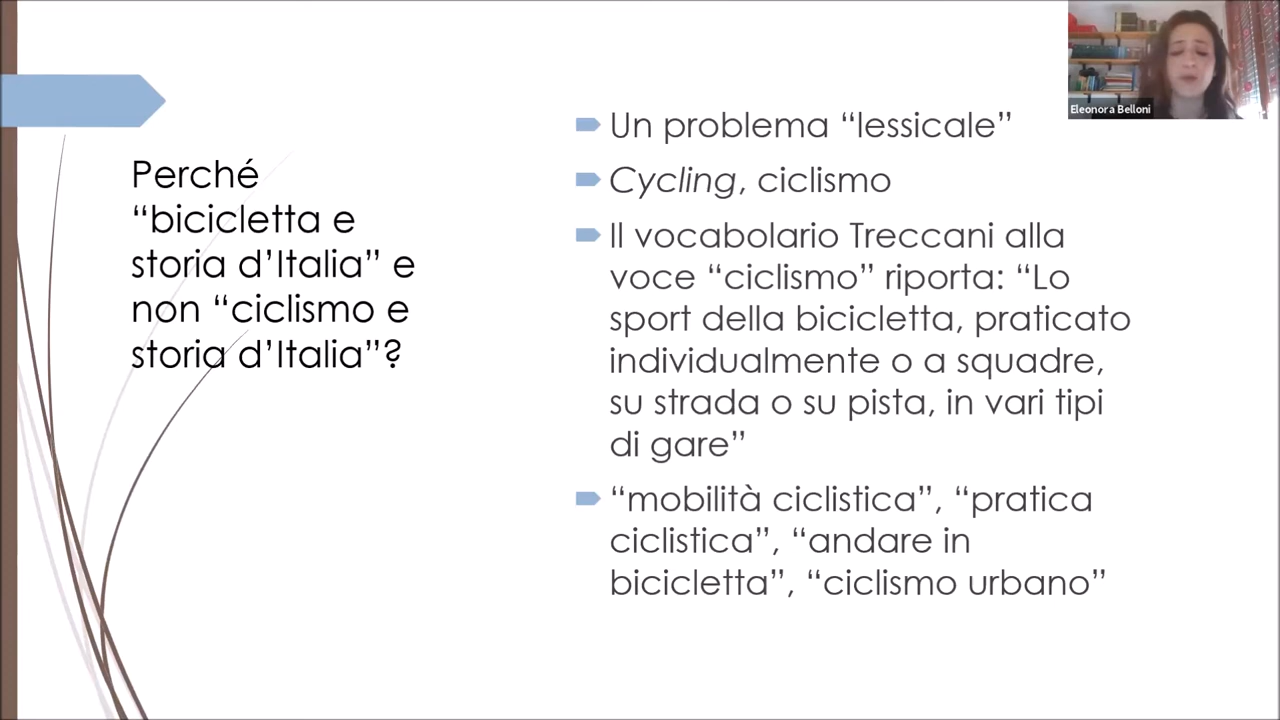 Perché
“bicicletta e
storia d’Italia” e
non “ciclismo e
storia d’Italia”?
Un problema “lessicale”
Cycling, ciclismo
Il vocabolario Treccani alla
voce “ciclismo” riporta: “Lo
sport della bicicletta, praticato
individualmente o a squadre,
su strada o su pista, in vari tipi
di gare”
“mobilità ciclistica”, “pratica
ciclistica”, “andare in
bicicletta”, “ciclismo urbano”
Eleonora Belloni